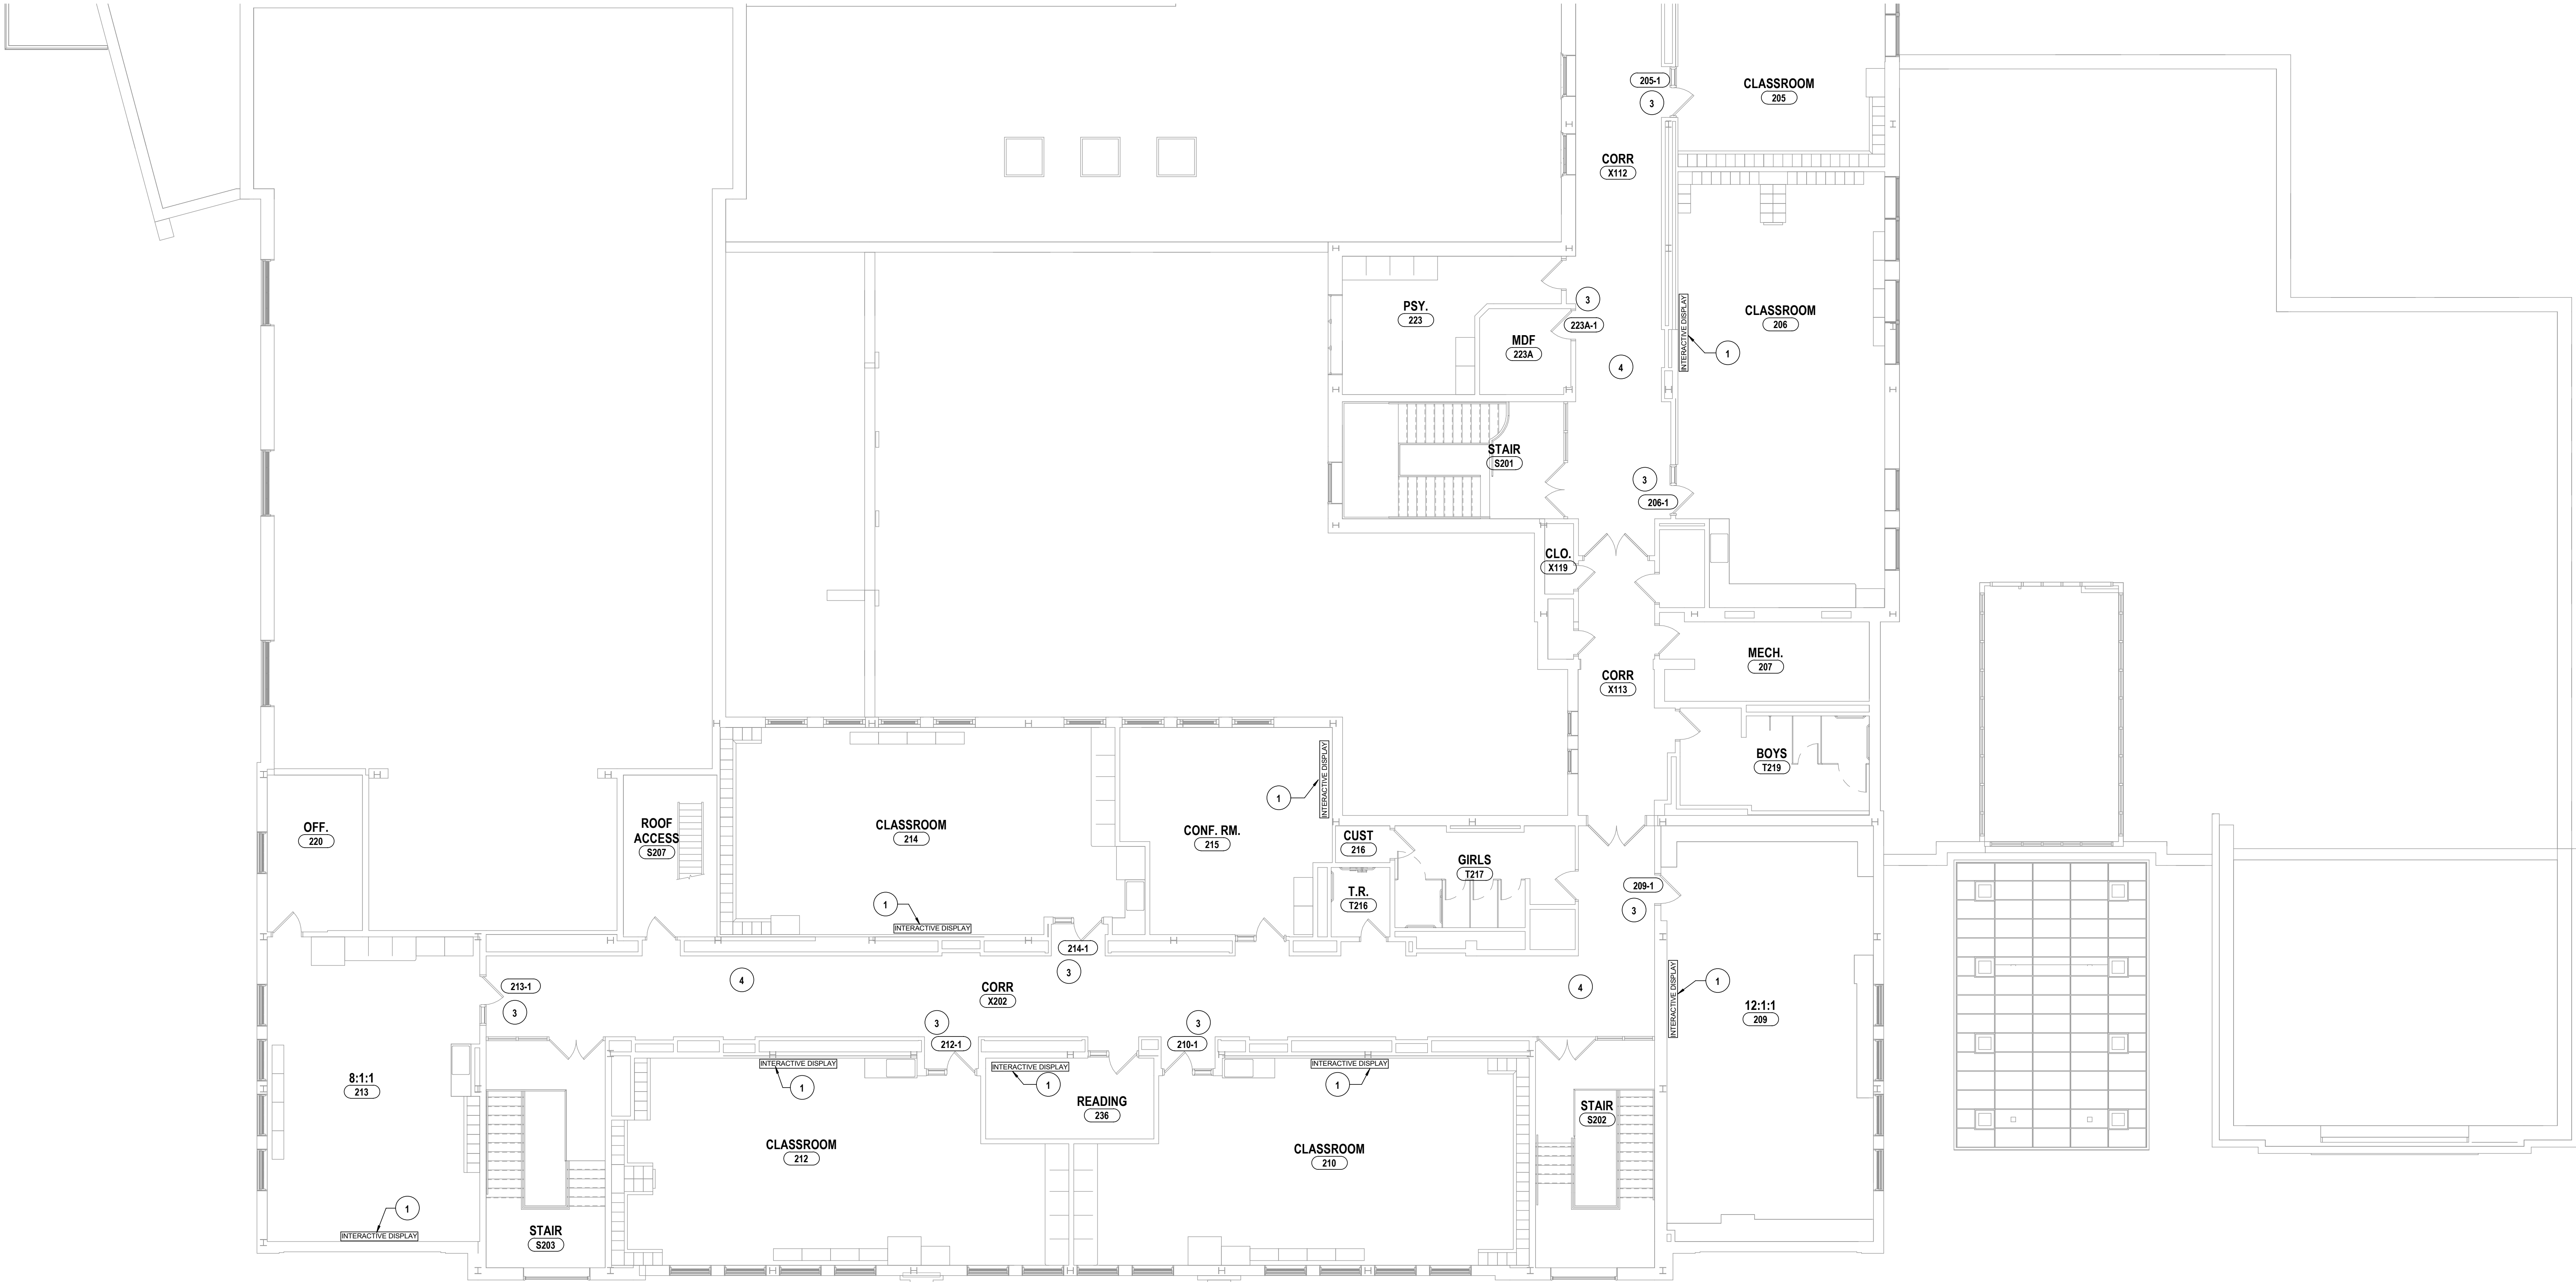 205-1
3
CLASSROOM
205
CORR
X112
PSY.
223
3
223A-1
MDF
223A
4
INTERACTIVE DISPLAY
1
CLASSROOM
206
STAIR
S201
3
206-1
CLO.
X119
MECH.
207
CORR
X113
BOYS
T219
OFF.
220
ROOF
ACCESS
S207
CLASSROOM
214
1
INTERACTIVE DISPLAY
CONF. RM.
215
1
INTERACTIVE DISPLAY
CUST
216
GIRLS
T217
T.R.
T216
209-1
3
214-1
3
213-1
3
4
CORR
X202
4
INTERACTIVE DISPLAY
1
12:1:1
209
3
212-1
3
210-1
INTERACTIVE DISPLAY
1
INTERACTIVE DISPLAY
1
INTERACTIVE DISPLAY
1
8:1:1
213
READING
236
STAIR
S202
CLASSROOM
212
CLASSROOM
210
1
INTERACTIVE DISPLAY
STAIR
S203